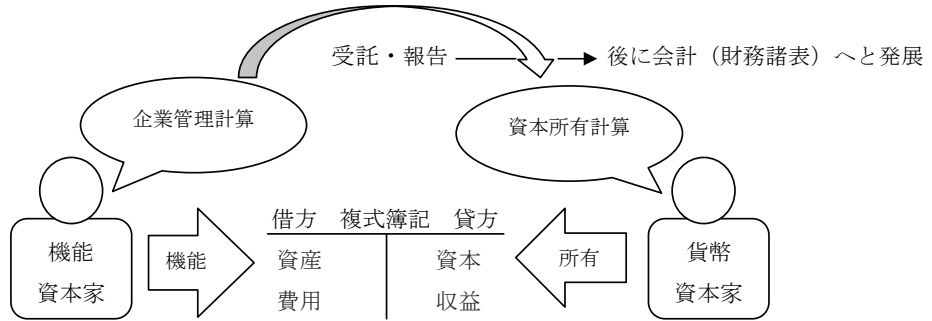 受託・報告
後に会計（財務諸表）へと発展
企業管理計算
資本所有計算
借方 複式簿記 貸方
機能
資本家
機能
資産
資本
所有
貨幣
資本家
費用
収益